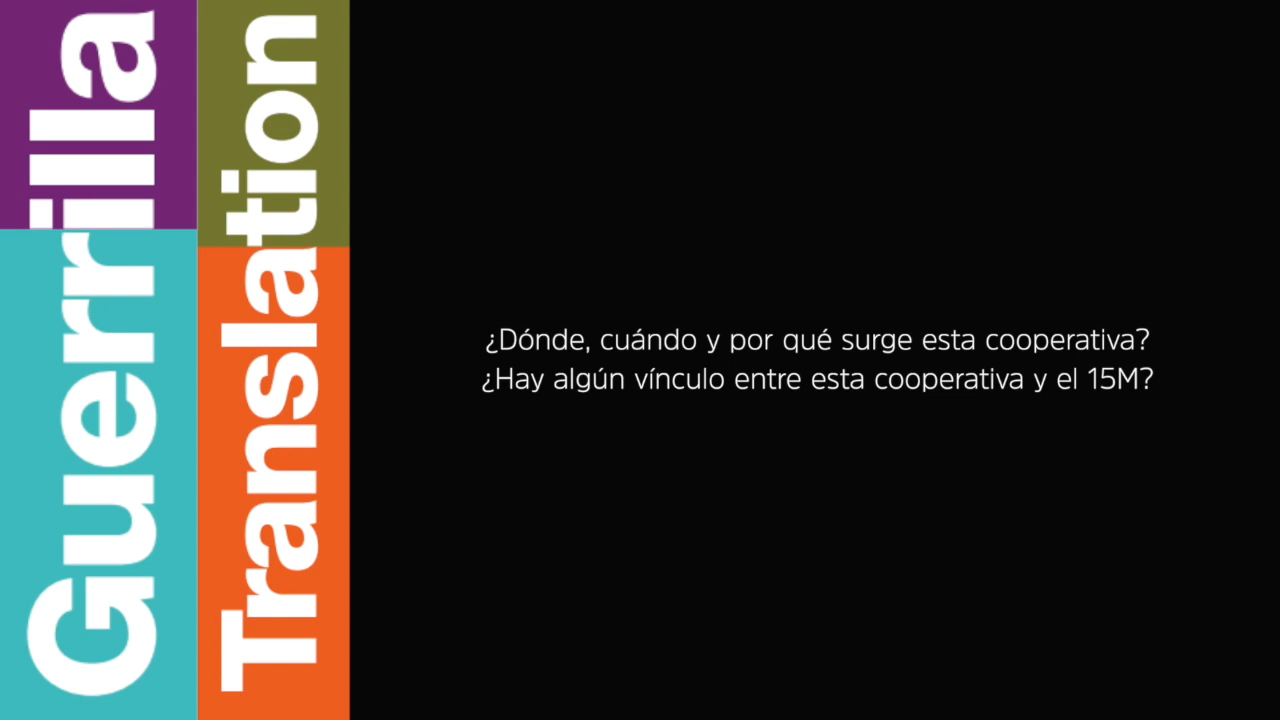 Guerrilla
Translation
¿Dónde, cuándo y por qué surge esta cooperativa?
¿Hay algún vínculo entre esta cooperativa y el 15M?